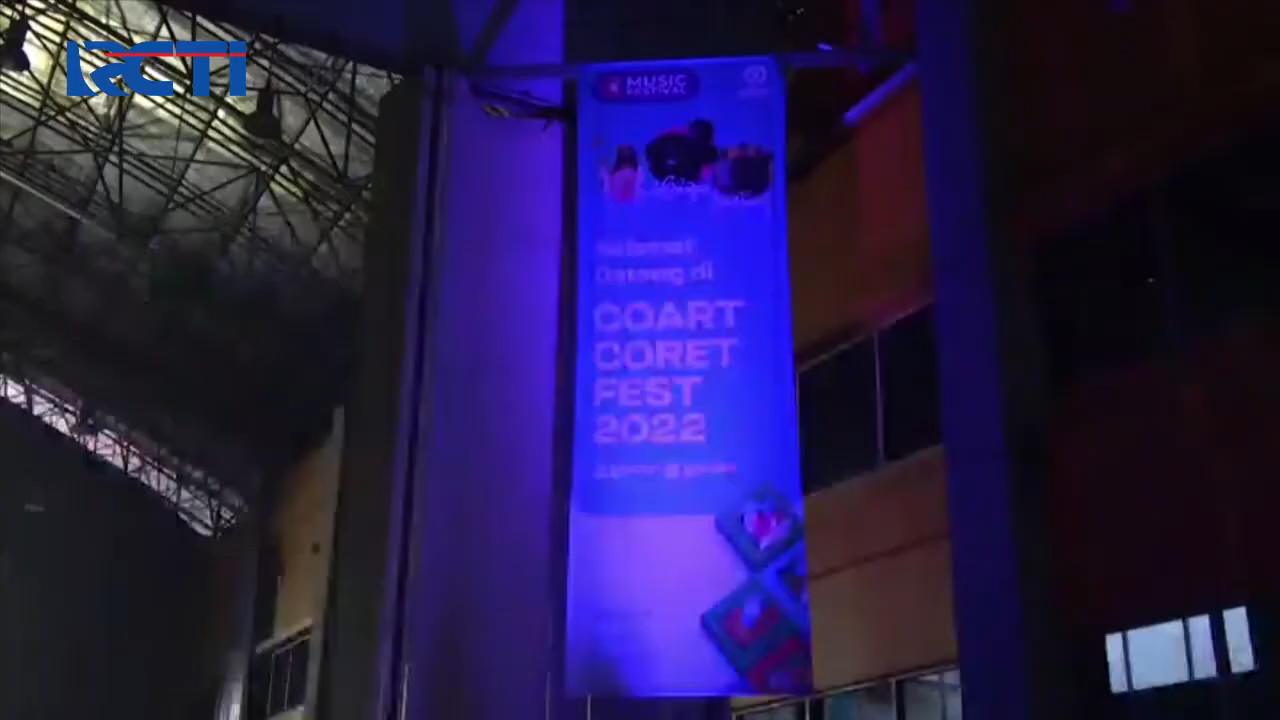 RCTI
MUSIC
FESTIVAL
Selamat
Datang di
COART
CORET
FEST
2022